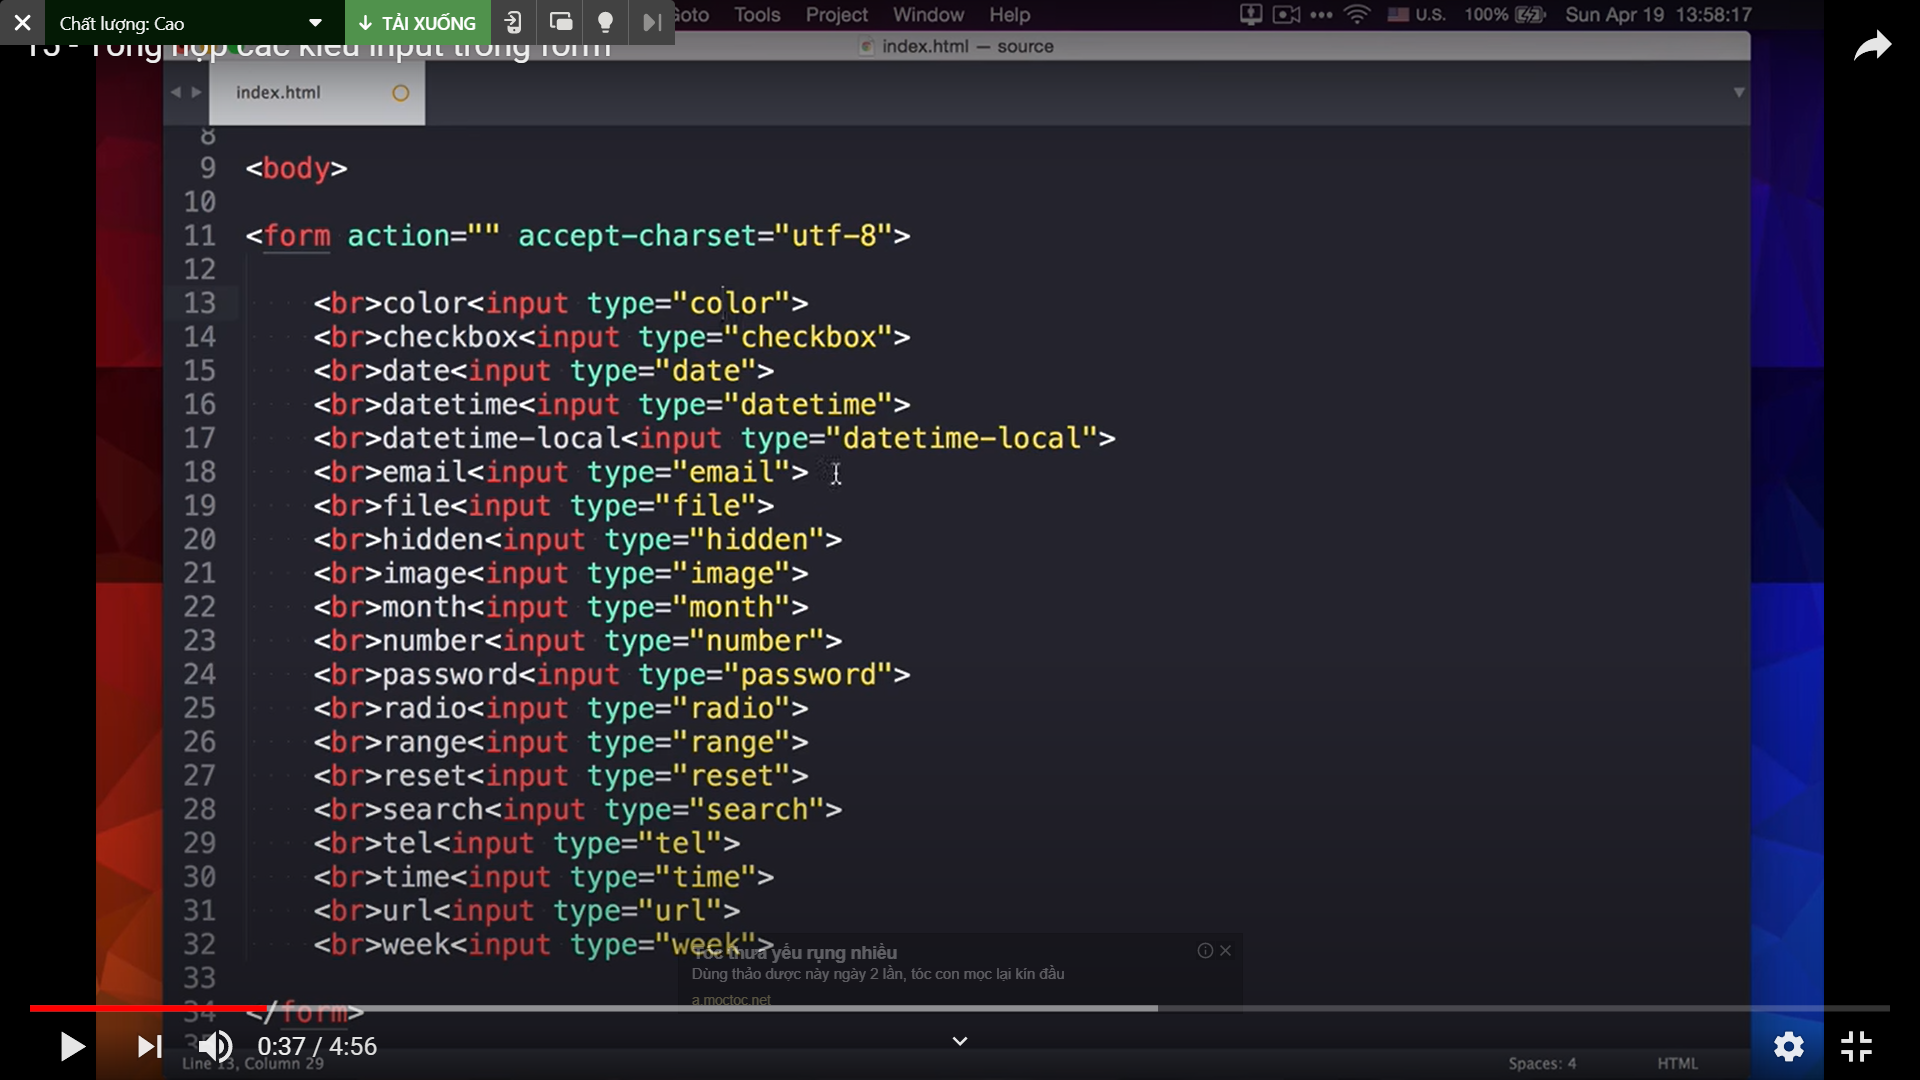 Chất lượng: Cao
TẢI XUỐNG
Goto Tools Project Window Help
U.S. 100% Sun Apr 19 13:58:17
15 - Tổng hợp các kiểu input trong form
index.html — source
index.html
8
9 <body>
10
11 <form action="" accept-charset="utf-8">
12
13 <br>color<input type="color">
14 <br>checkbox<input type="checkbox">
15 <br>date<input type="date">
16 <br>datetime<input type="datetime">
17 <br>datetime-local<input type="datetime-local">
18 <br>email<input type="email">
19 <br>file<input type="file">
20 <br>hidden<input type="hidden">
21 <br>image<input type="image">
22 <br>month<input type="month">
23 <br>number<input type="number">
24 <br>password<input type="password">
25 <br>radio<input type="radio">
26 <br>range<input type="range">
27 <br>reset<input type="reset">
28 <br>search<input type="search">
29 <br>tel<input type="tel">
30 <br>time<input type="time">
31 <br>url<input type="url">
32 <br>week<input type="week">
Tóc thưa yếu rụng nhiều
Dùng thảo dược này ngày 2 lần, tóc con mọc lại kín đầu
a.moctoc.net
33
34 </form>
0:37 / 4:56
Line 13, Column 29
Spaces: 4
HTML